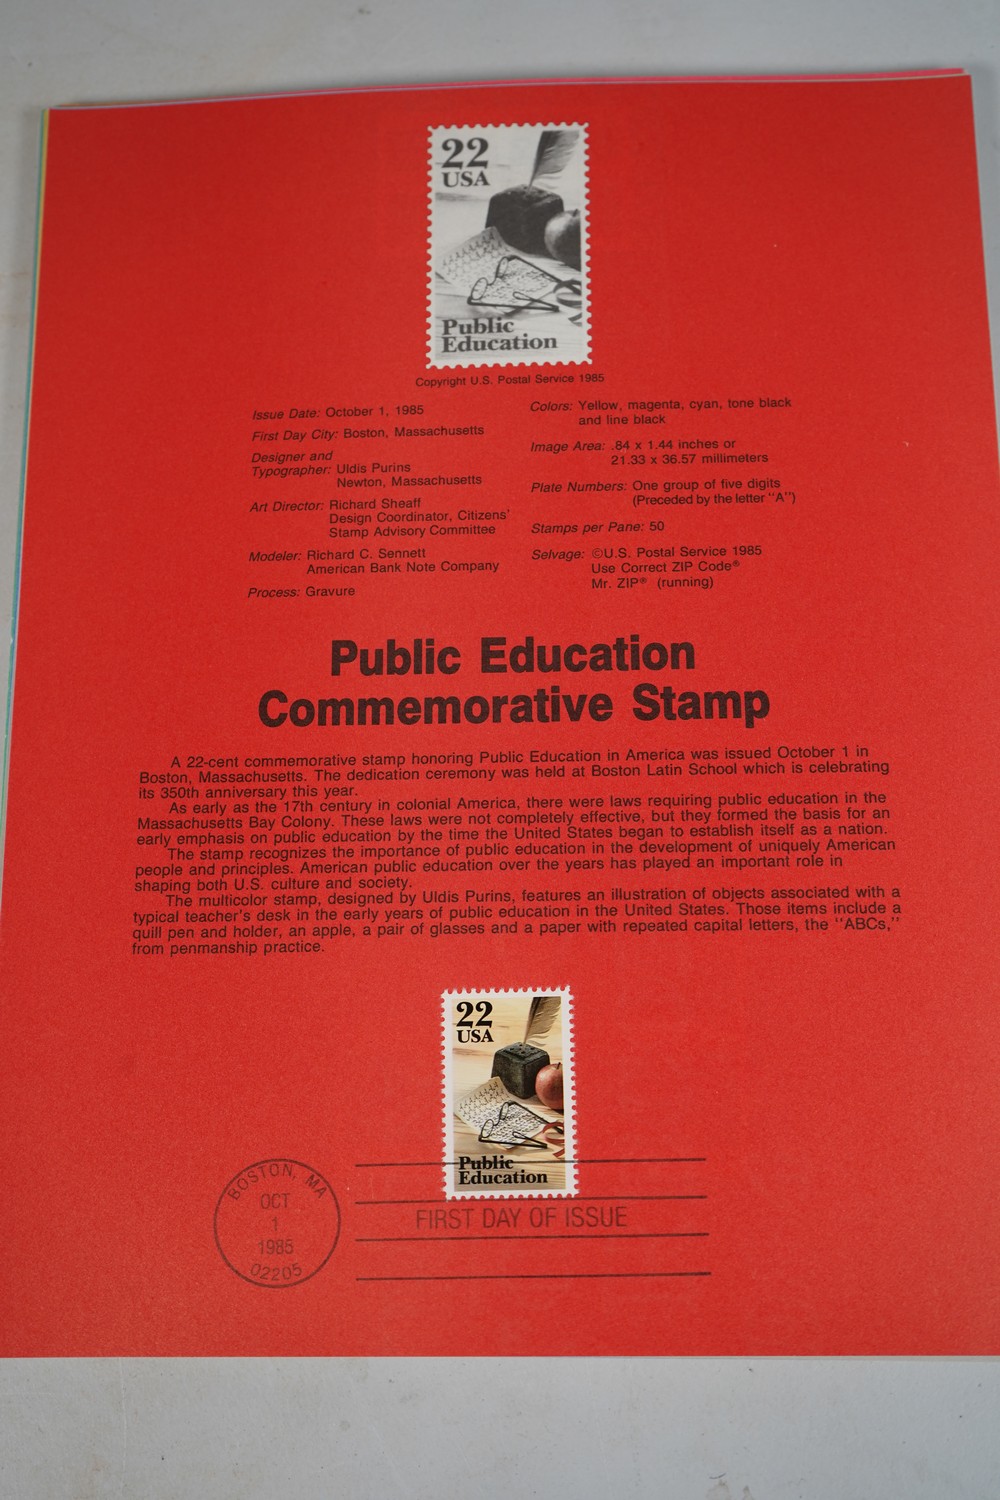 22
USA
Public
Education
Copyright U.S. Postal Service 1985
Issue Date: October 1, 1985
First Day City: Boston, Massachusetts
Designer and
Typographer: Uldis Purins
Newton, Massachusetts
Art Director: Richard Sheaff
Design Coordinator, Citizens'
Stamp Advisory Committee
Modeler: Richard C. Sennett
American Bank Note Company
Process: Gravure
Colors: Yellow, magenta, cyan, tone black
and line black
Image Area: .84 x 1.44 inches or
21.33 x 36.57 millimeters
Plate Numbers: One group of five digits
(Preceded by the letter "A")
Stamps per Pane: 50
Selvage: ©U.S. Postal Service 1985
Use Correct ZIP Code®
Mr. ZIP® (running)
Public Education
Commemorative Stamp
A 22-cent commemorative stamp honoring Public Education in America was issued October 1 in
Boston, Massachusetts. The dedication ceremony was held at Boston Latin School which is celebrating
its 350th anniversary this year.
As early as the 17th century in colonial America, there were laws requiring public education in the
Massachusetts Bay Colony. These laws were not completely effective, but they formed the basis for an
early emphasis on public education by the time the United States began to establish itself as a nation.
The stamp recognizes the importance of public education in the development of uniquely American
people and principles. American public education over the years has played an important role in
shaping both U.S. culture and society.
The multicolor stamp, designed by Uldis Purins, features an illustration of objects associated with a
typical teacher's desk in the early years of public education in the United States. Those items include a
quill pen and holder, an apple, a pair of glasses and a paper with repeated capital letters, the "ABCs,"
from penmanship practice.
22
USA
Public
Education
BOSTON, MA
OCT
1
1985
02205
FIRST DAY OF ISSUE